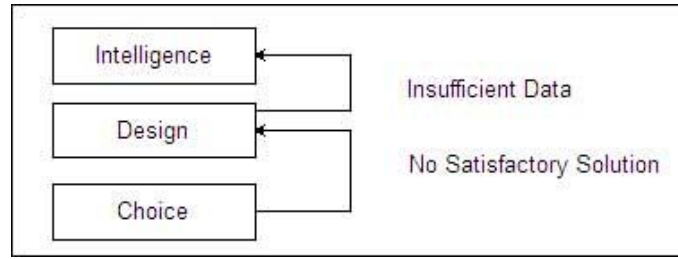 Intelligence
Insufficient Data
Design
No Satisfactory Solution
Choice